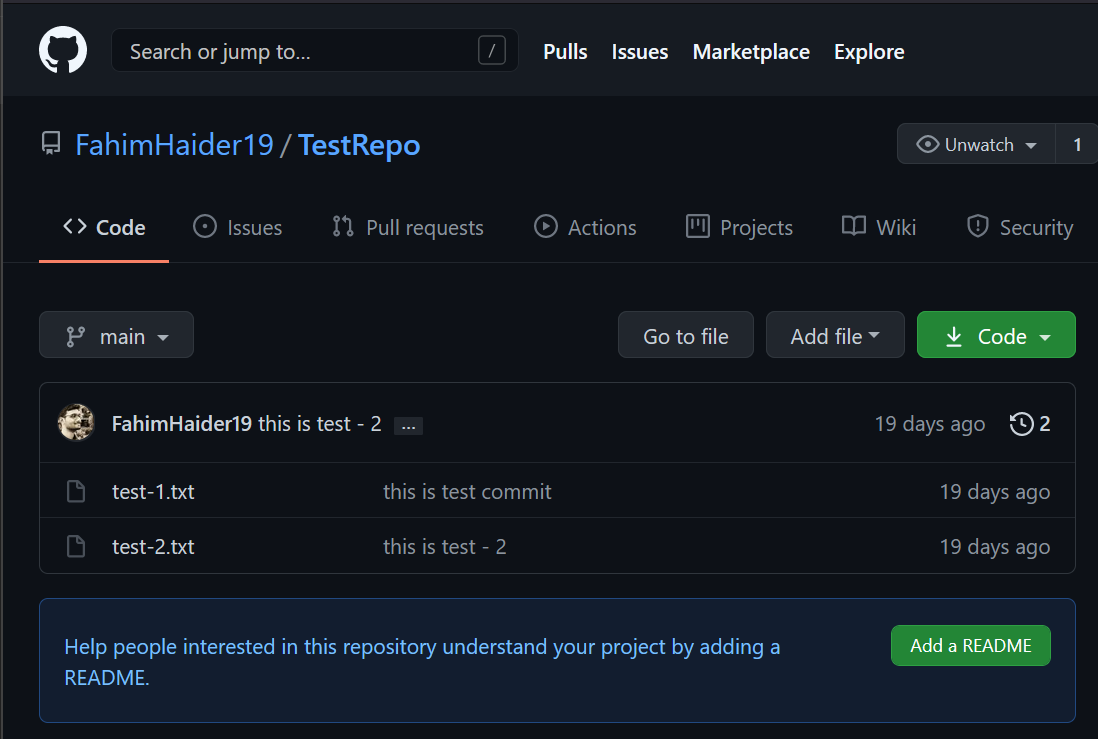 Search or jump to... /
Pulls Issues Marketplace Explore
FahimHaider19 / TestRepo
Unwatch 1
Code Issues Pull requests Actions Projects Wiki Security
main Go to file Add file Code
FahimHaider19 this is test - 2 ... 19 days ago 2
test-1.txt this is test commit 19 days ago
test-2.txt this is test - 2 19 days ago
Help people interested in this repository understand your project by adding a
README.
Add a README